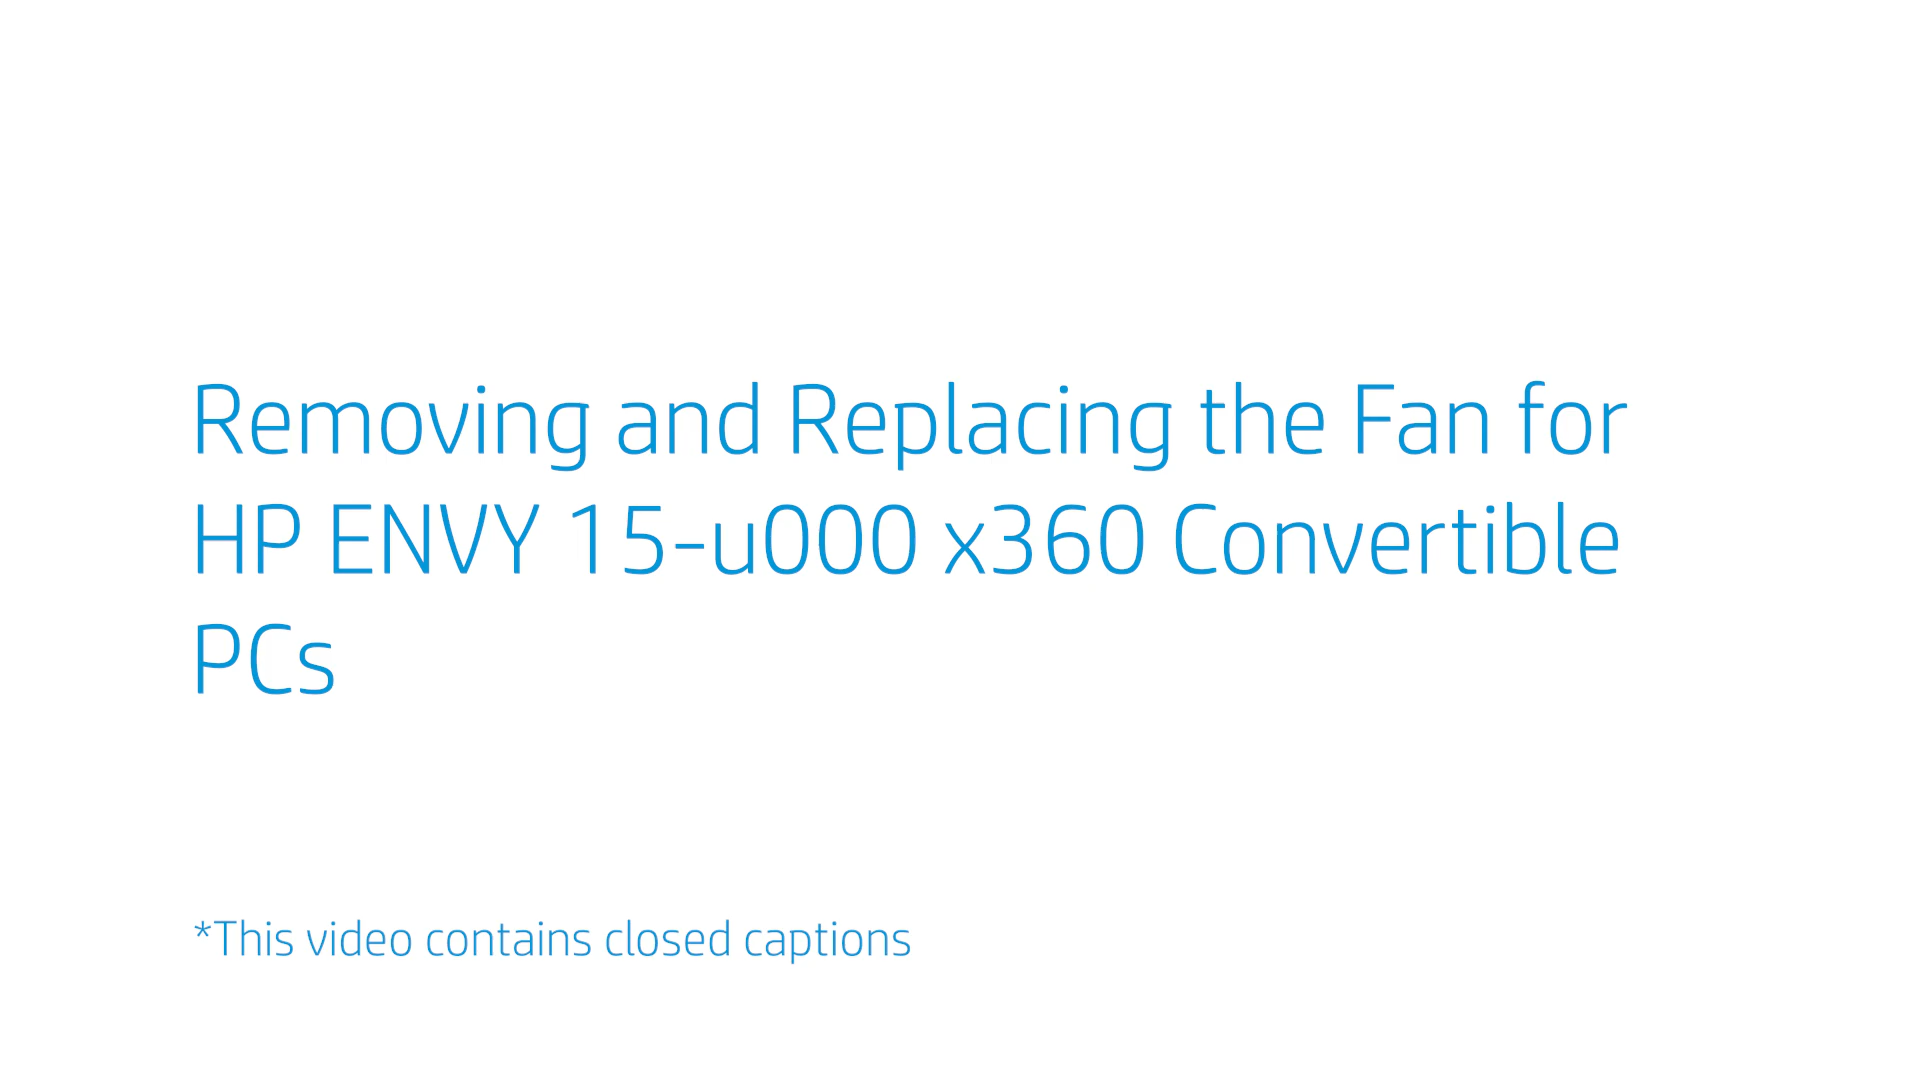 Removing and Replacing the Fan for
HP ENVY 15-u000 x360 Convertible
PCs
*This video contains closed captions